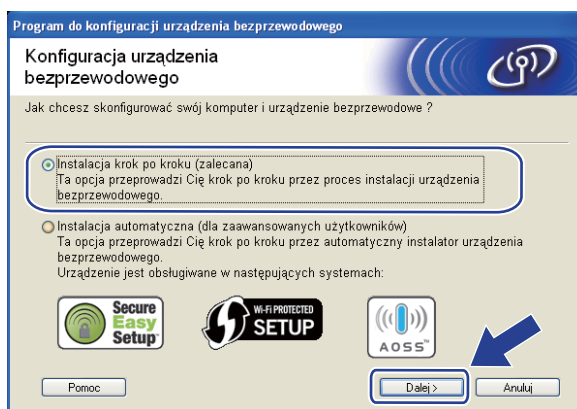 Program do konfiguracji urządzenia bezprzewodowego
Konfiguracja urządzenia
bezprzewodowego
Jak chcesz skonfigurować swój komputer i urządzenie bezprzewodowe ?
Instalacja krok po kroku (zalecana)
Ta opcja przeprowadzi Cię krok po kroku przez proces instalacji urządzenia
bezprzewodowego.
Instalacja automatyczna (dla zaawansowanych użytkowników)
Ta opcja przeprowadzi Cię krok po kroku przez automatyczny instalator urządzenia
bezprzewodowego.
Urządzenie jest obsługiwane w następujących systemach:
Secure
Easy
Setup
Wi-Fi PROTECTED
SETUP
AOSS™
Pomoc
Dalej >
Anuluj